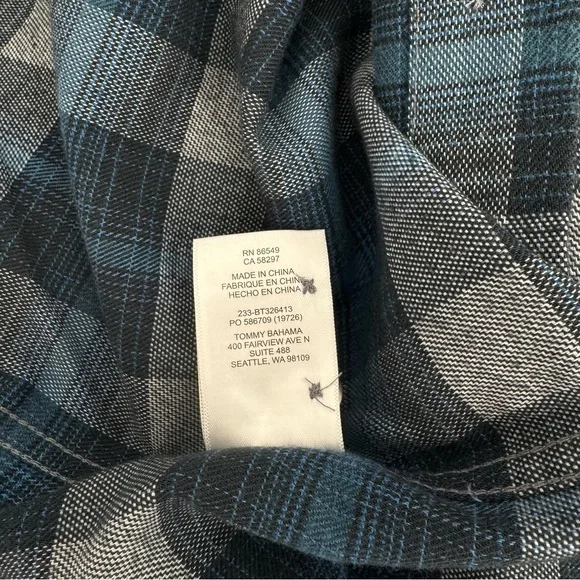 RN 86549
CA 58297
MADE IN CHINA
FABRIQUE EN CHINE
HECHO EN CHINA
233-BT326413
PO 586709 (19726)
TOMMY BAHAMA
400 FAIRVIEW AVE N
SUITE 488
SEATTLE, WA 98109